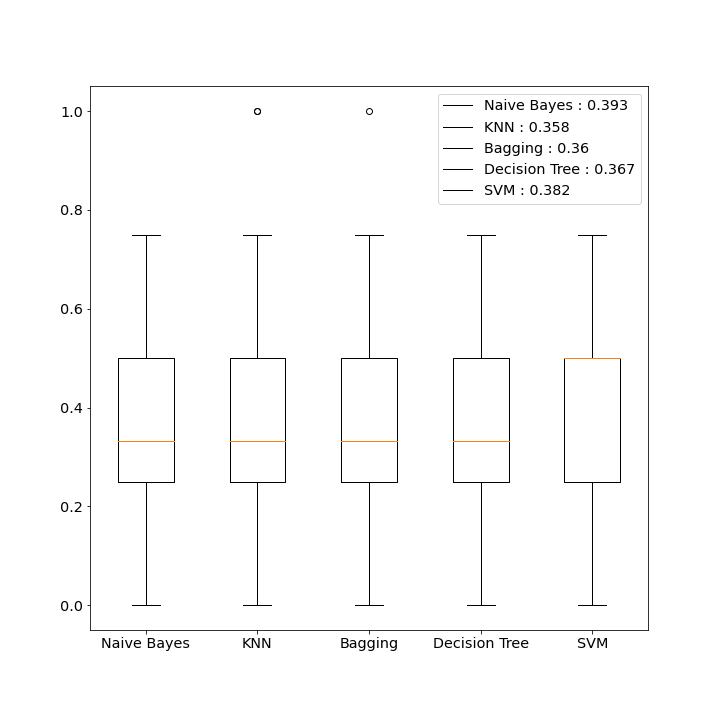 Naive Bayes : 0.393
KNN : 0.358
Bagging : 0.36
Decision Tree : 0.367
SVM : 0.382
1.0
0.8
0.6
0.4
0.2
0.0
Naive Bayes KNN Bagging Decision Tree SVM